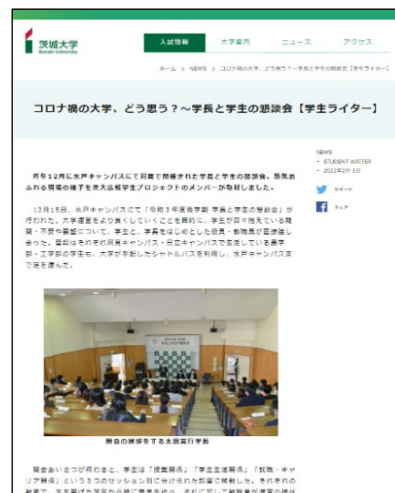 茨城大学
Ibaraki University
入試情報
大学案内
ニュース
アクセス
ホーム > NEWS > コロナ禍の大学、どう思う？～学長と学生の懇談会【学生ライター】
コロナ禍の大学、どう思う？～学長と学生の懇談会【学生ライター】
NEWS
- STUDENT WRITER
- 2022年2月1日
ツイート
シェア
昨年12月に水戸キャンパスにて対面で開催された学長と学生の懇談会。熱気あ
ふれる現場の様子を茨大広報学生プロジェクトのメンバーが取材しました。
12月15日、水戸キャンパスにて「令和3年度後学期 学長と学生の懇談会」が
行われた。大学運営をより良くしていくことを目的に、学生が日々抱えている疑
問・不安や要望について、学生と、学長をはじめとした役員・教職員が直接話し
合った。普段はそれぞれ阿見キャンパス・日立キャンパスで生活している農学
部・工学部の学生も、大学が手配したシャトルバスを利用し、水戸キャンパスま
で足を運んだ。
開会の挨拶をする太田寛行学長
開会あいさつが終わると、学生は「授業関係」「学生生活関係」「就職・キャ
リア関係」という3つのセッション別に分けられた部屋に移動した。それぞれの